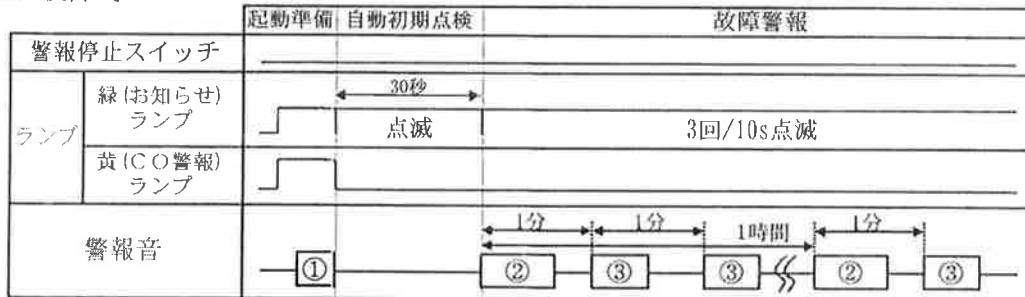 起動準備 自動初期点検 故障警報
警報停止スイッチ
ランプ
緑(お知らせ)
ランプ
30秒
点滅
3回/10s点滅
黄(CO警報)
ランプ
警報音
1分 1分 1時間 1分
① ② ③ ③ ② ③